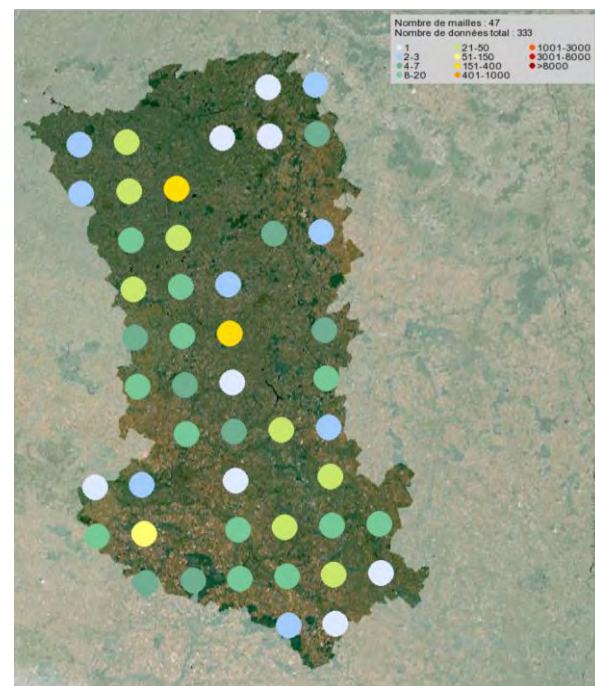 Nombre de mailles : 47
Nombre de données total : 333
1 21-50 1001-3000
2-3 51-150 3001-8000
4-7 151-400 >8000
8-20 401-1000